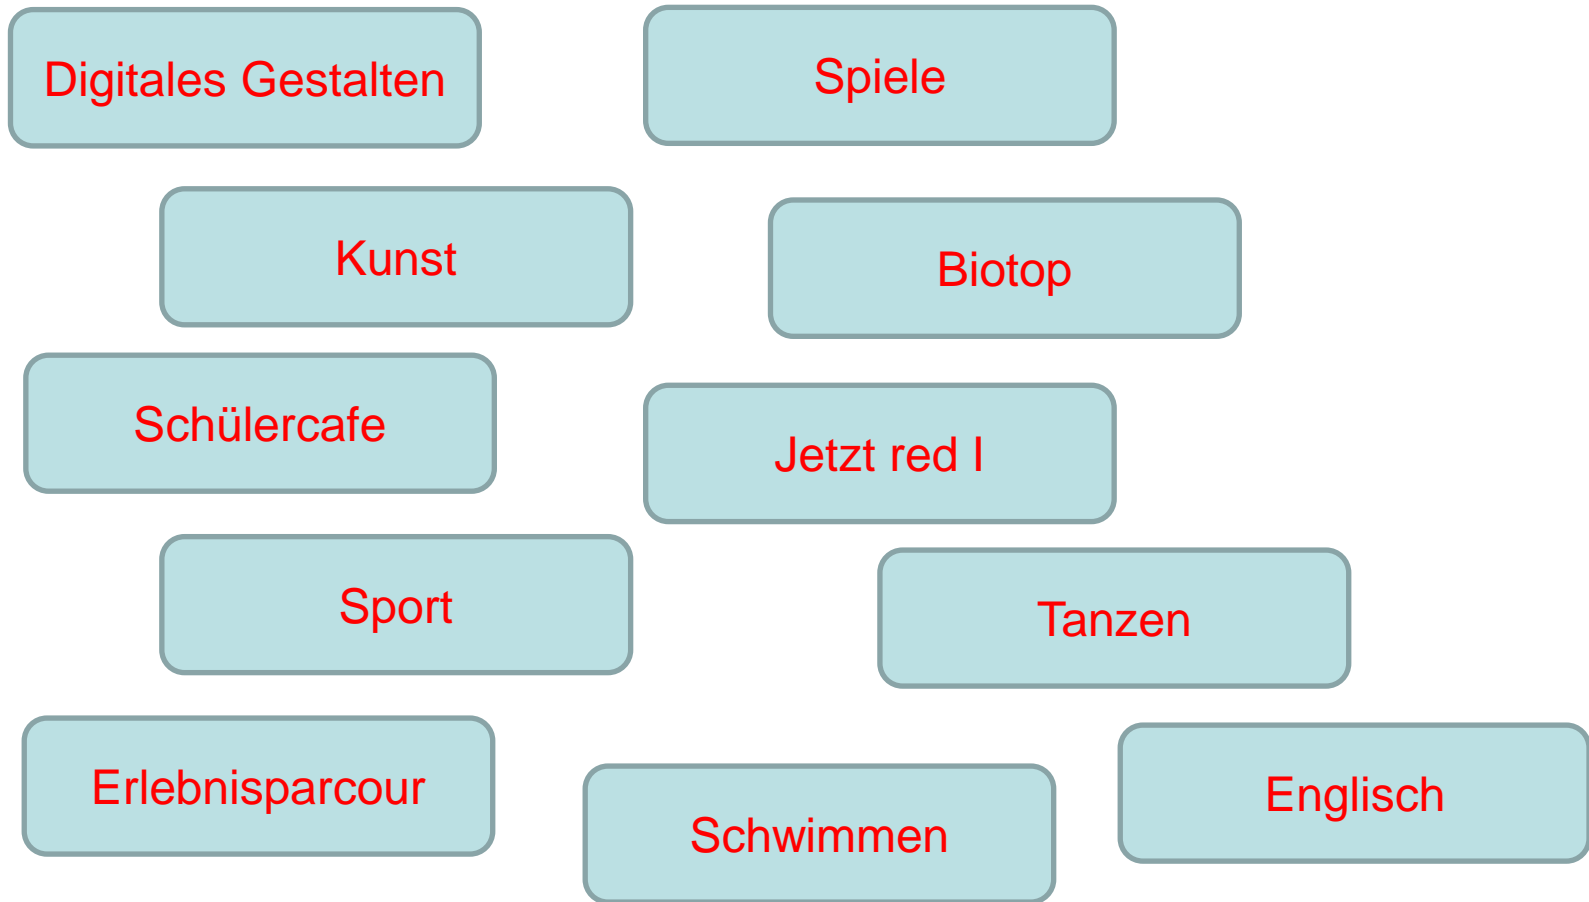 Digitales Gestalten
Spiele
Kunst
Biotop
Schülercafe
Jetzt red I
Sport
Tanzen
Erlebnisparcour
Schwimmen
Englisch